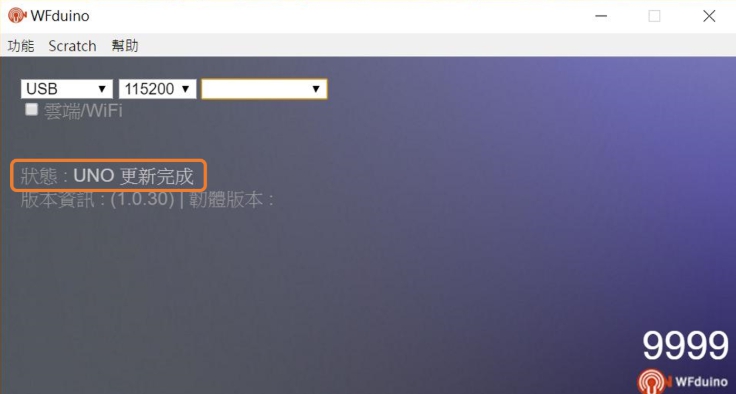 WFduino
功能 Scratch 幫助
USB 115200
雲端/WiFi
狀態 : UNO 更新完成
版本資訊 : (1.0.30) | 韌體版本 :
9999
WFduino